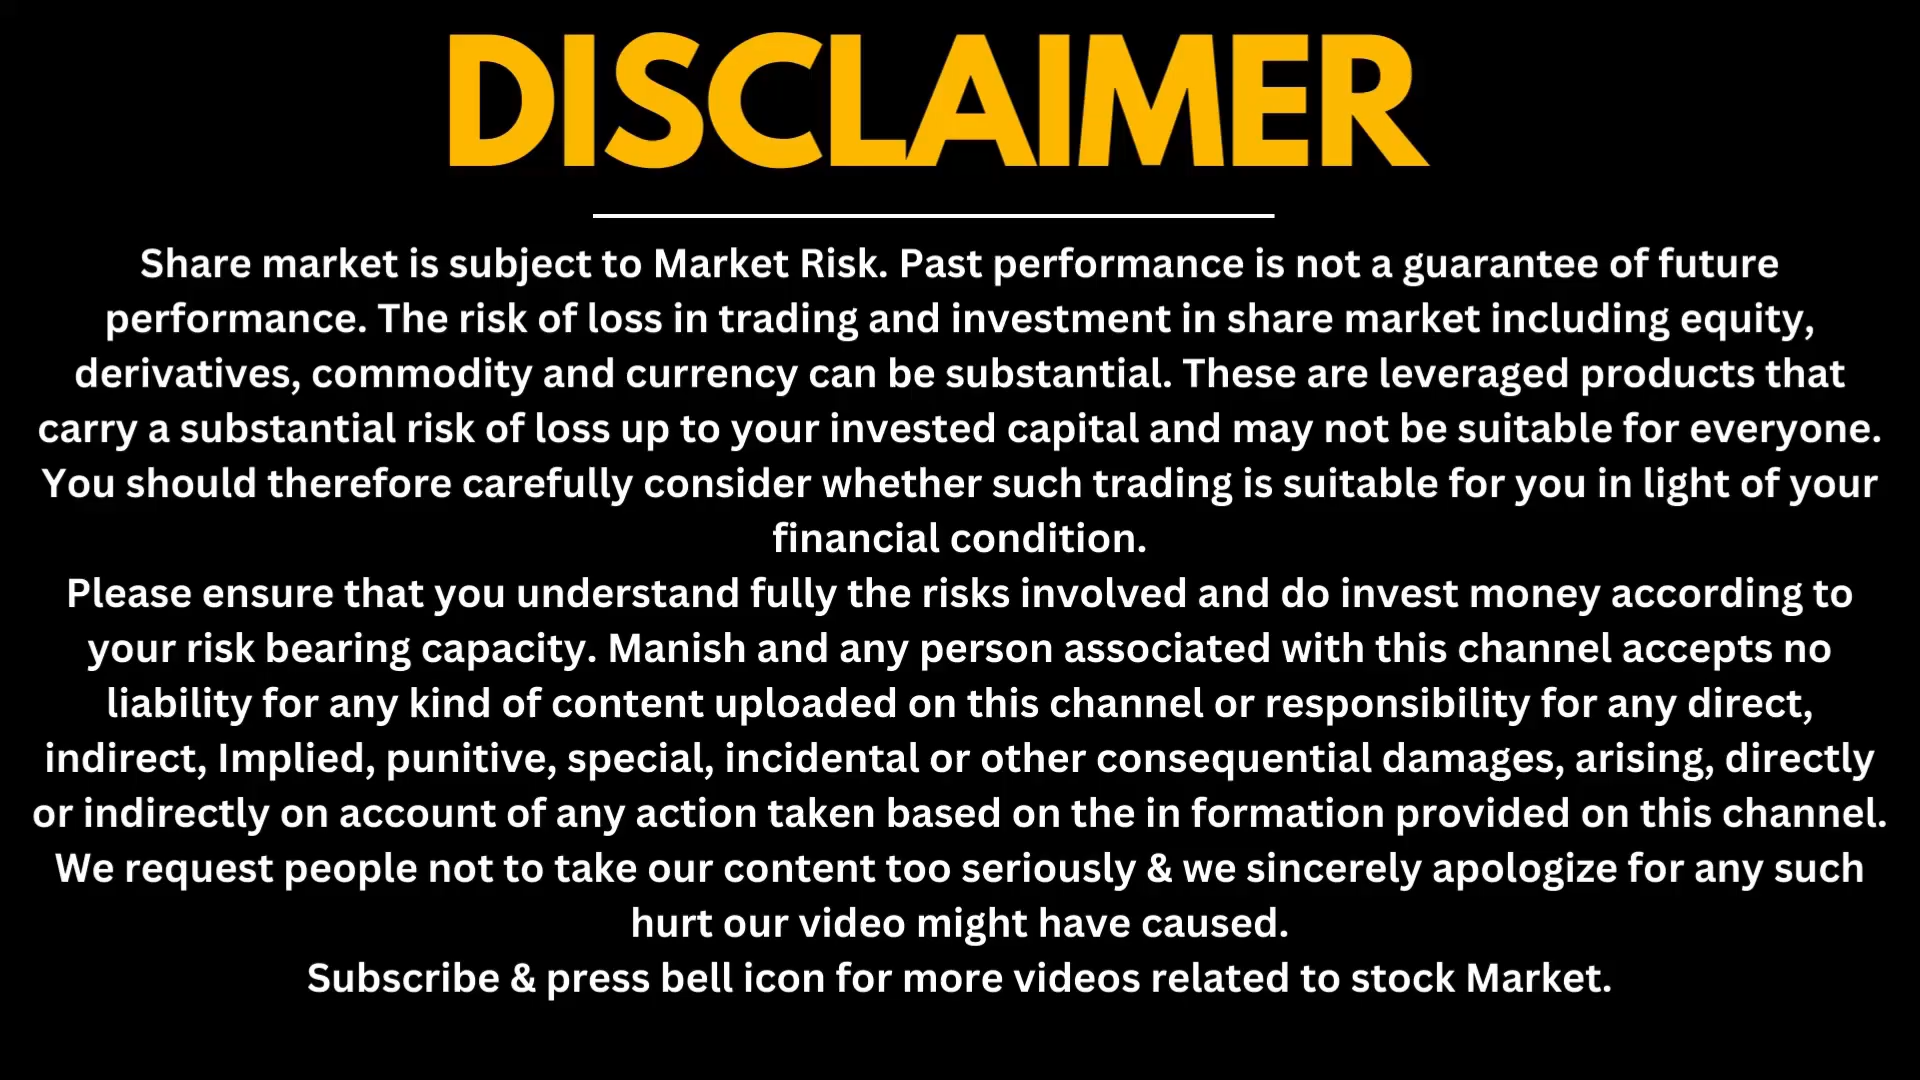 DISCLAIMER
Share market is subject to Market Risk. Past performance is not a guarantee of future
performance. The risk of loss in trading and investment in share market including equity,
derivatives, commodity and currency can be substantial. These are leveraged products that
carry a substantial risk of loss up to your invested capital and may not be suitable for everyone.
You should therefore carefully consider whether such trading is suitable for you in light of your
financial condition.
Please ensure that you understand fully the risks involved and do invest money according to
your risk bearing capacity. Manish and any person associated with this channel accepts no
liability for any kind of content uploaded on this channel or responsibility for any direct,
indirect, Implied, punitive, special, incidental or other consequential damages, arising, directly
or indirectly on account of any action taken based on the in formation provided on this channel.
We request people not to take our content too seriously & we sincerely apologize for any such
hurt our video might have caused.
Subscribe & press bell icon for more videos related to stock Market.